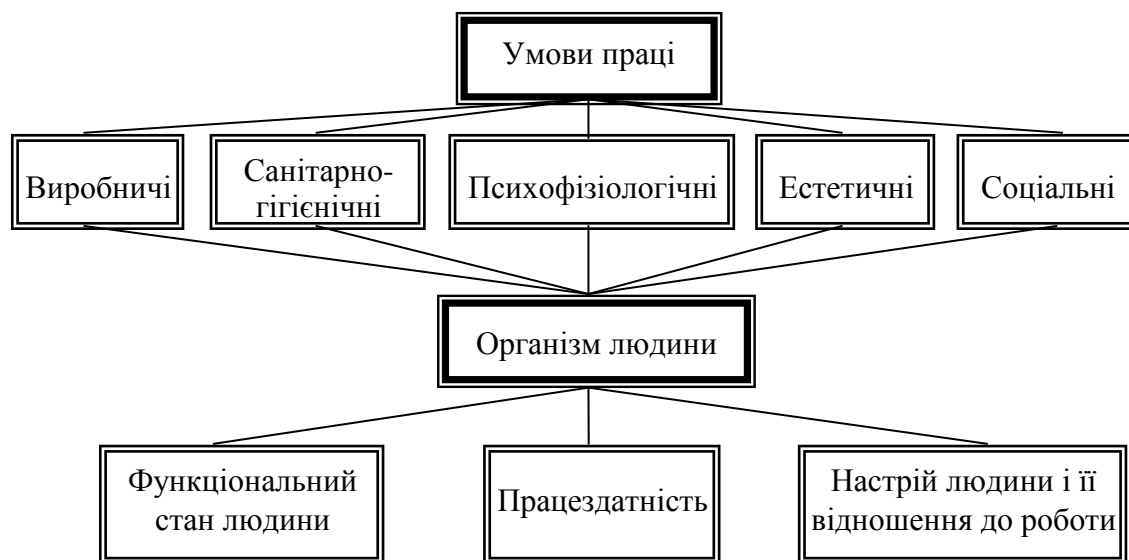 Умови праці
Виробничі
Санітарно-
гігієнічні
Психофізіологічні
Естетичні
Соціальні
Організм людини
Функціональний
стан людини
Працездатність
Настрій людини і її
відношення до роботи